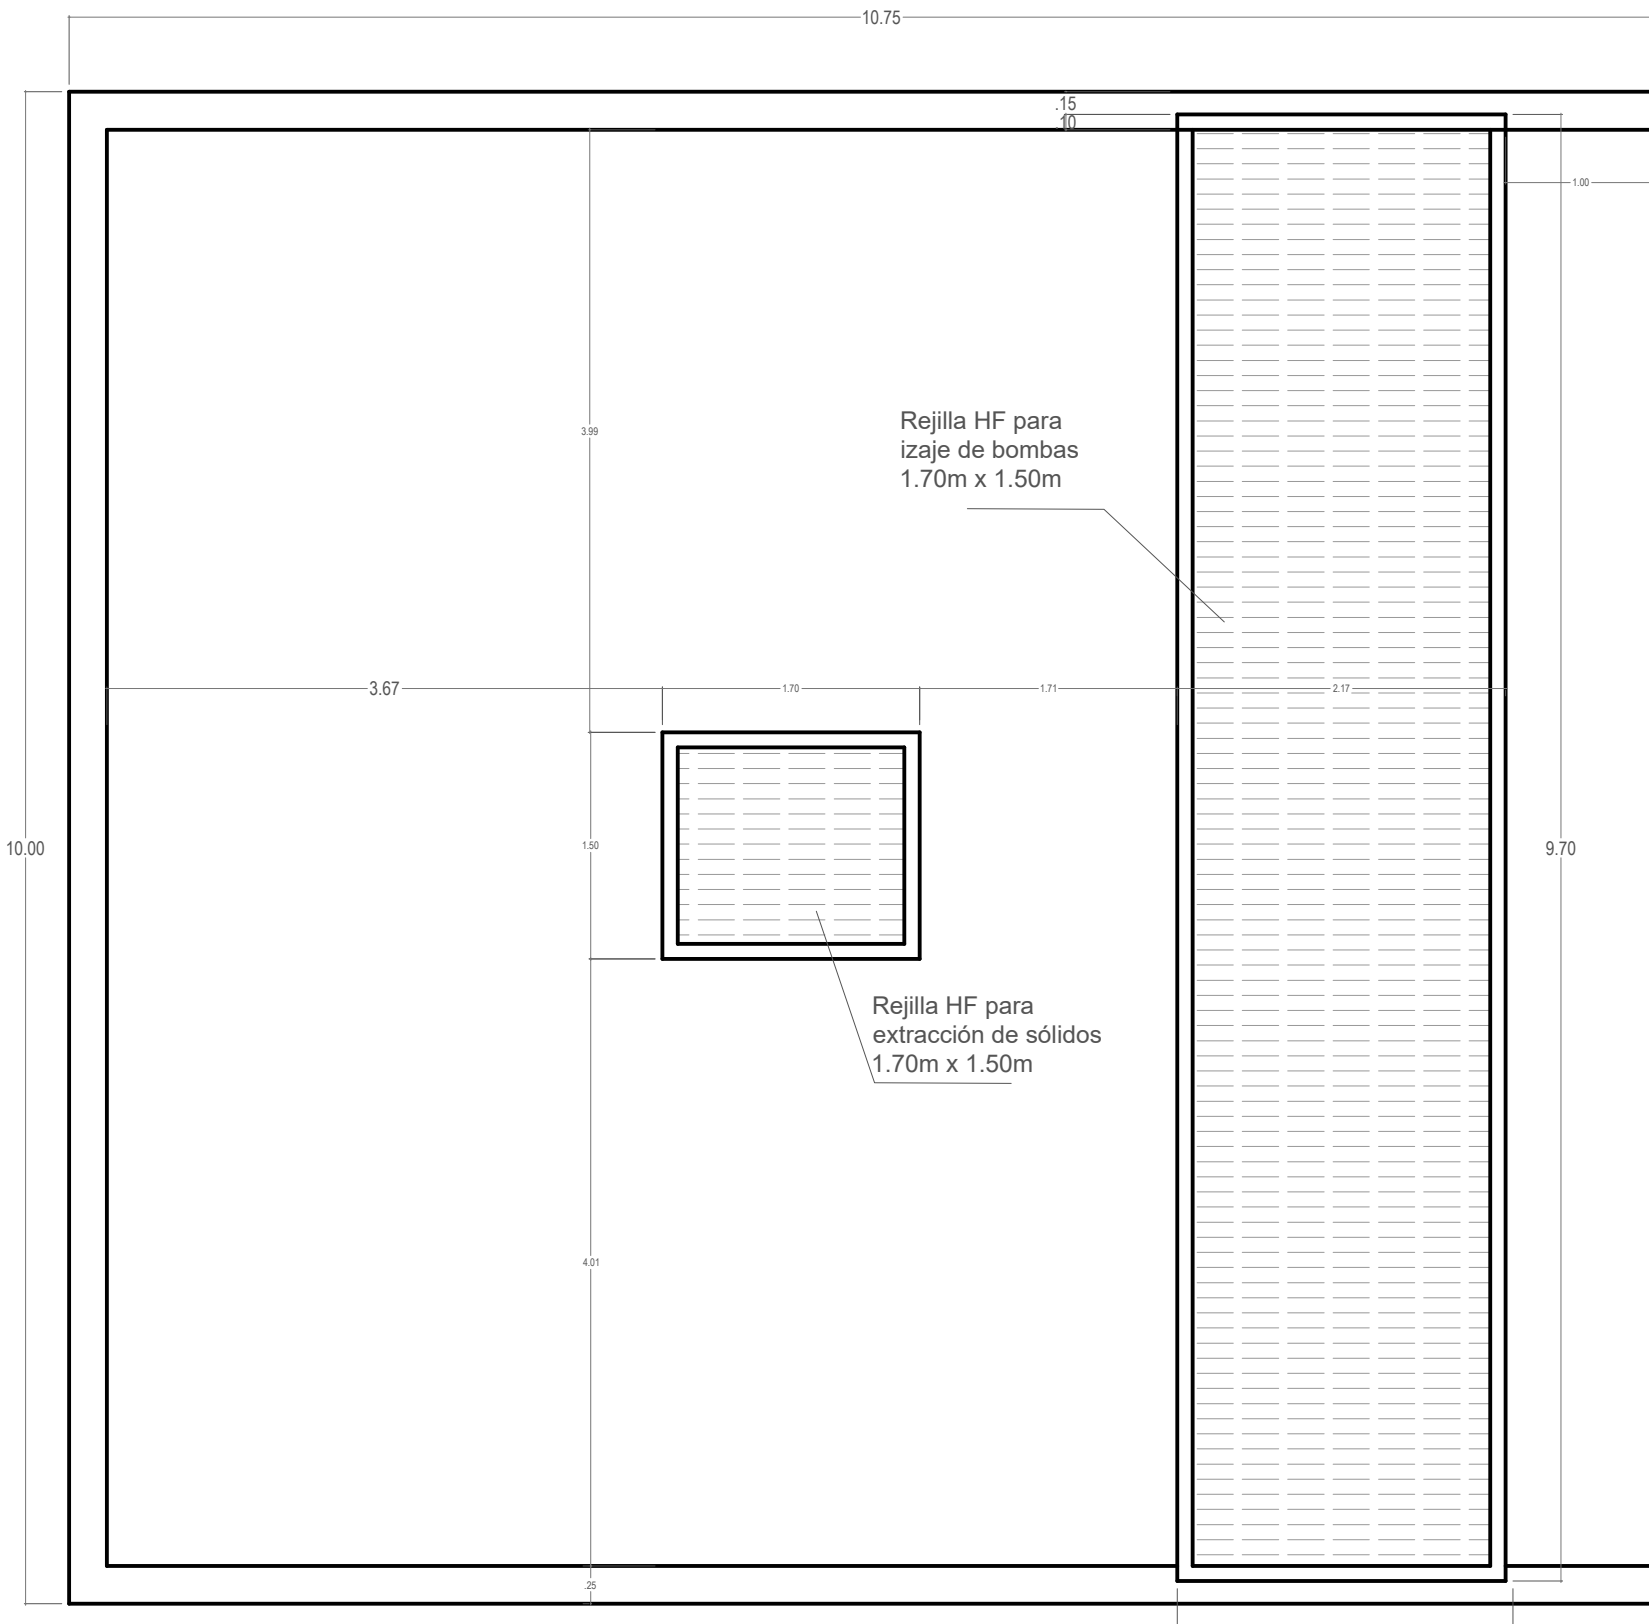 10.75
.15
.10
1.00
3.99
Rejilla HF para
izaje de bombas
1.70m x 1.50m
3.67
1.70
1.71
2.17
10.00
1.50
9.70
Rejilla HF para
extracción de sólidos
1.70m x 1.50m
4.01
.25